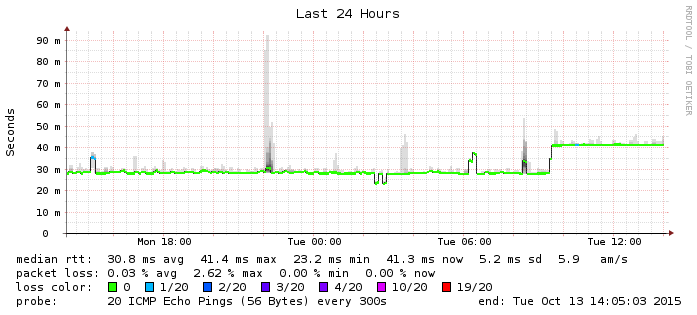 Last 24 Hours
RRDTOOL / TOBI OETIKER
Seconds
90 m
80 m
70 m
60 m
50 m
40 m
30 m
20 m
10 m
0
Mon 18:00 Tue 00:00 Tue 06:00 Tue 12:00
median rtt: 30.8 ms avg 41.4 ms max 23.2 ms min 41.3 ms now 5.2 ms sd 5.9 am/s
packet loss: 0.03 % avg 2.62 % max 0.00 % min 0.00 % now
loss color: 0 1/20 2/20 3/20 4/20 10/20 19/20
probe: 20 ICMP Echo Pings (56 Bytes) every 300s end: Tue Oct 13 14:05:03 2015